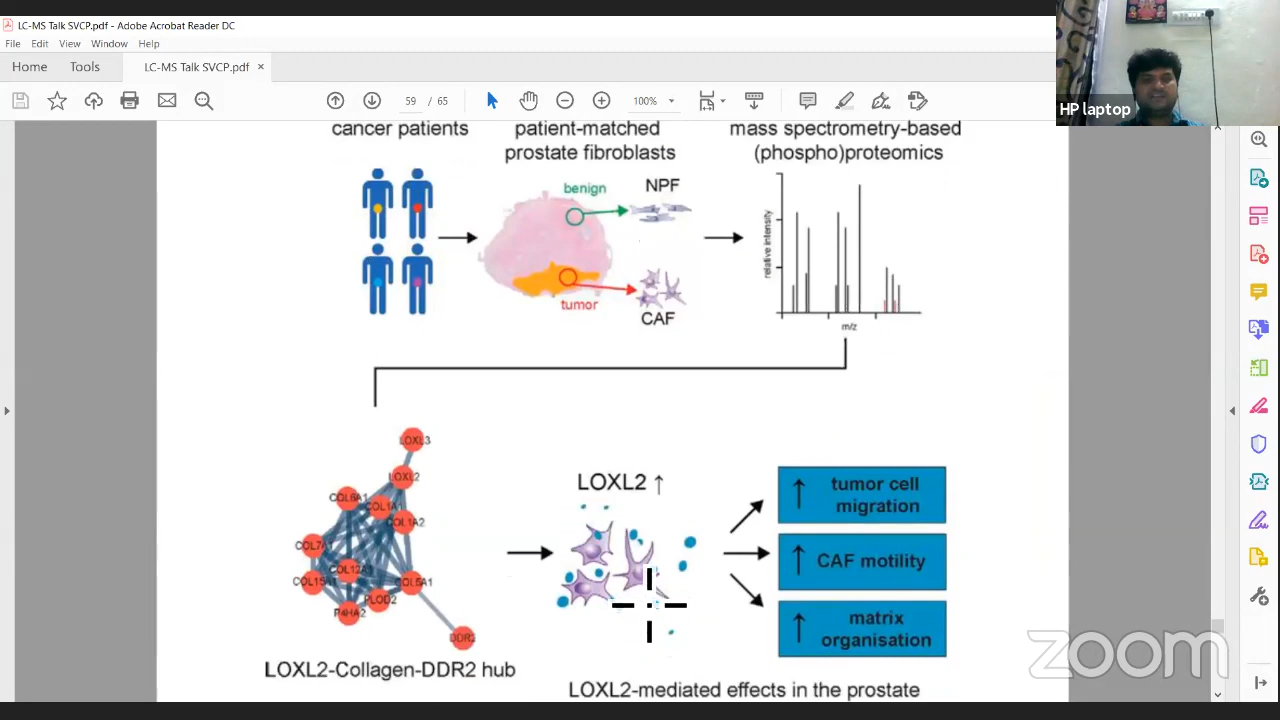 LC-MS Talk SVCP.pdf - Adobe Acrobat Reader DC
File Edit View Window Help
Home Tools LC-MS Talk SVCP.pdf ×
59 / 65 100%
HP laptop
cancer patients
patient-matched
prostate fibroblasts
mass spectrometry-based
(phospho)proteomics
benign
NPF
tumor
CAF
relative intensity
m/z
LOXL3
LOXL2
COL6A1
COL1A1
COL1A2
COL7A1
COL12A1
COL15A1
COL5A1
PLOD2
P4HA2
DDR2
LOXL2-Collagen-DDR2 hub
LOXL2 ↑
↑ tumor cell
migration
↑ CAF motility
↑ matrix
organisation
LOXL2-mediated effects in the prostate
zoom